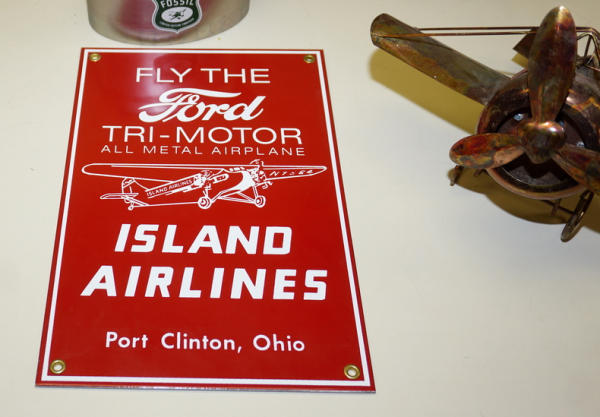 FOSSIL
FLY THE
Ford
TRI-MOTOR
ALL METAL AIRPLANE
ISLAND AIRLINES
ISLAND
AIRLINES
Port Clinton, Ohio